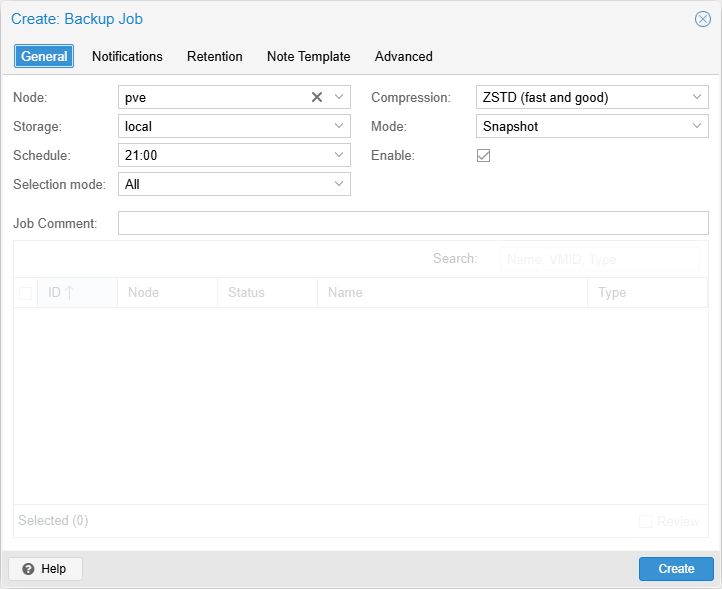 Create: Backup Job
General Notifications Retention Note Template Advanced
Node: pve Compression: ZSTD (fast and good)
Storage: local Mode: Snapshot
Schedule: 21:00 Enable:
Selection mode: All
Job Comment:
Search: Name, VMID, Type
ID Node Status Name Type
Selected (0) Review
Help Create